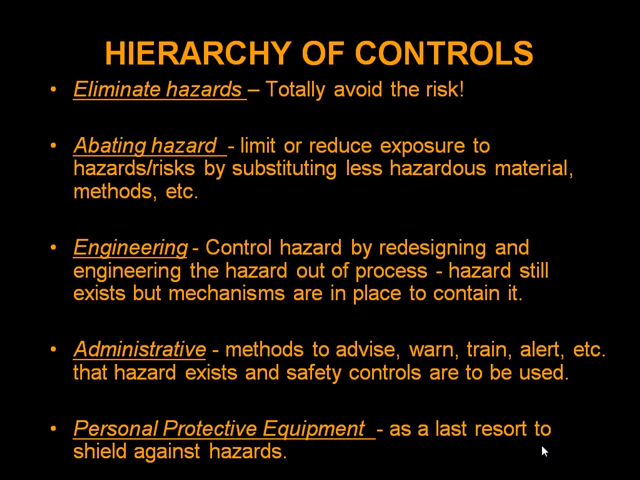 HIERARCHY OF CONTROLS
• Eliminate hazards – Totally avoid the risk!
• Abating hazard - limit or reduce exposure to
hazards/risks by substituting less hazardous material,
methods, etc.
• Engineering - Control hazard by redesigning and
engineering the hazard out of process - hazard still
exists but mechanisms are in place to contain it.
• Administrative - methods to advise, warn, train, alert, etc.
that hazard exists and safety controls are to be used.
• Personal Protective Equipment - as a last resort to
shield against hazards.